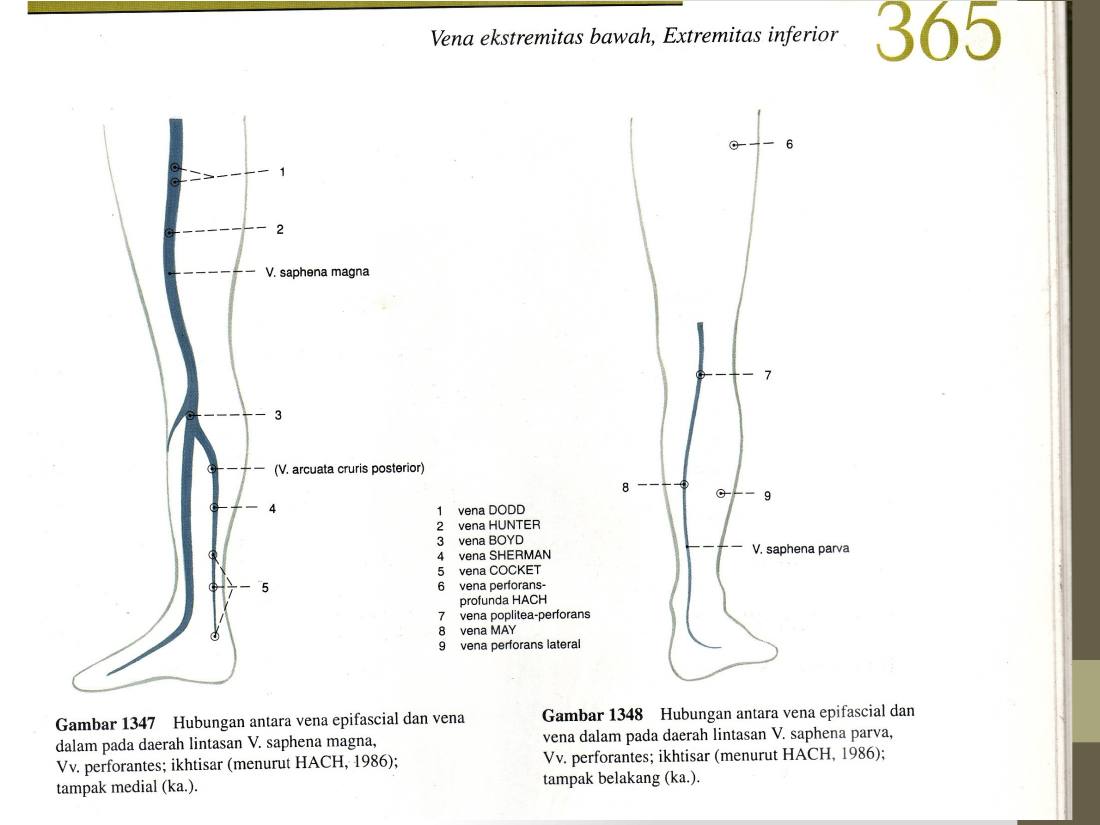 Vena ekstremitas bawah, Extremitas inferior
365
1
2
V. saphena magna
3
(V. arcuata cruris posterior)
4
5
6
7
8
9
V. saphena parva
1 vena DODD
2 vena HUNTER
3 vena BOYD
4 vena SHERMAN
5 vena COCKET
6 vena perforans-
profunda HACH
7 vena poplitea-perforans
8 vena MAY
9 vena perforans lateral
Gambar 1347 Hubungan antara vena epifascial dan vena
dalam pada daerah lintasan V. saphena magna,
Vv. perforantes; ikhtisar (menurut HACH, 1986);
tampak medial (ka.).
Gambar 1348 Hubungan antara vena epifascial dan
vena dalam pada daerah lintasan V. saphena parva,
Vv. perforantes; ikhtisar (menurut HACH, 1986);
tampak belakang (ka.).